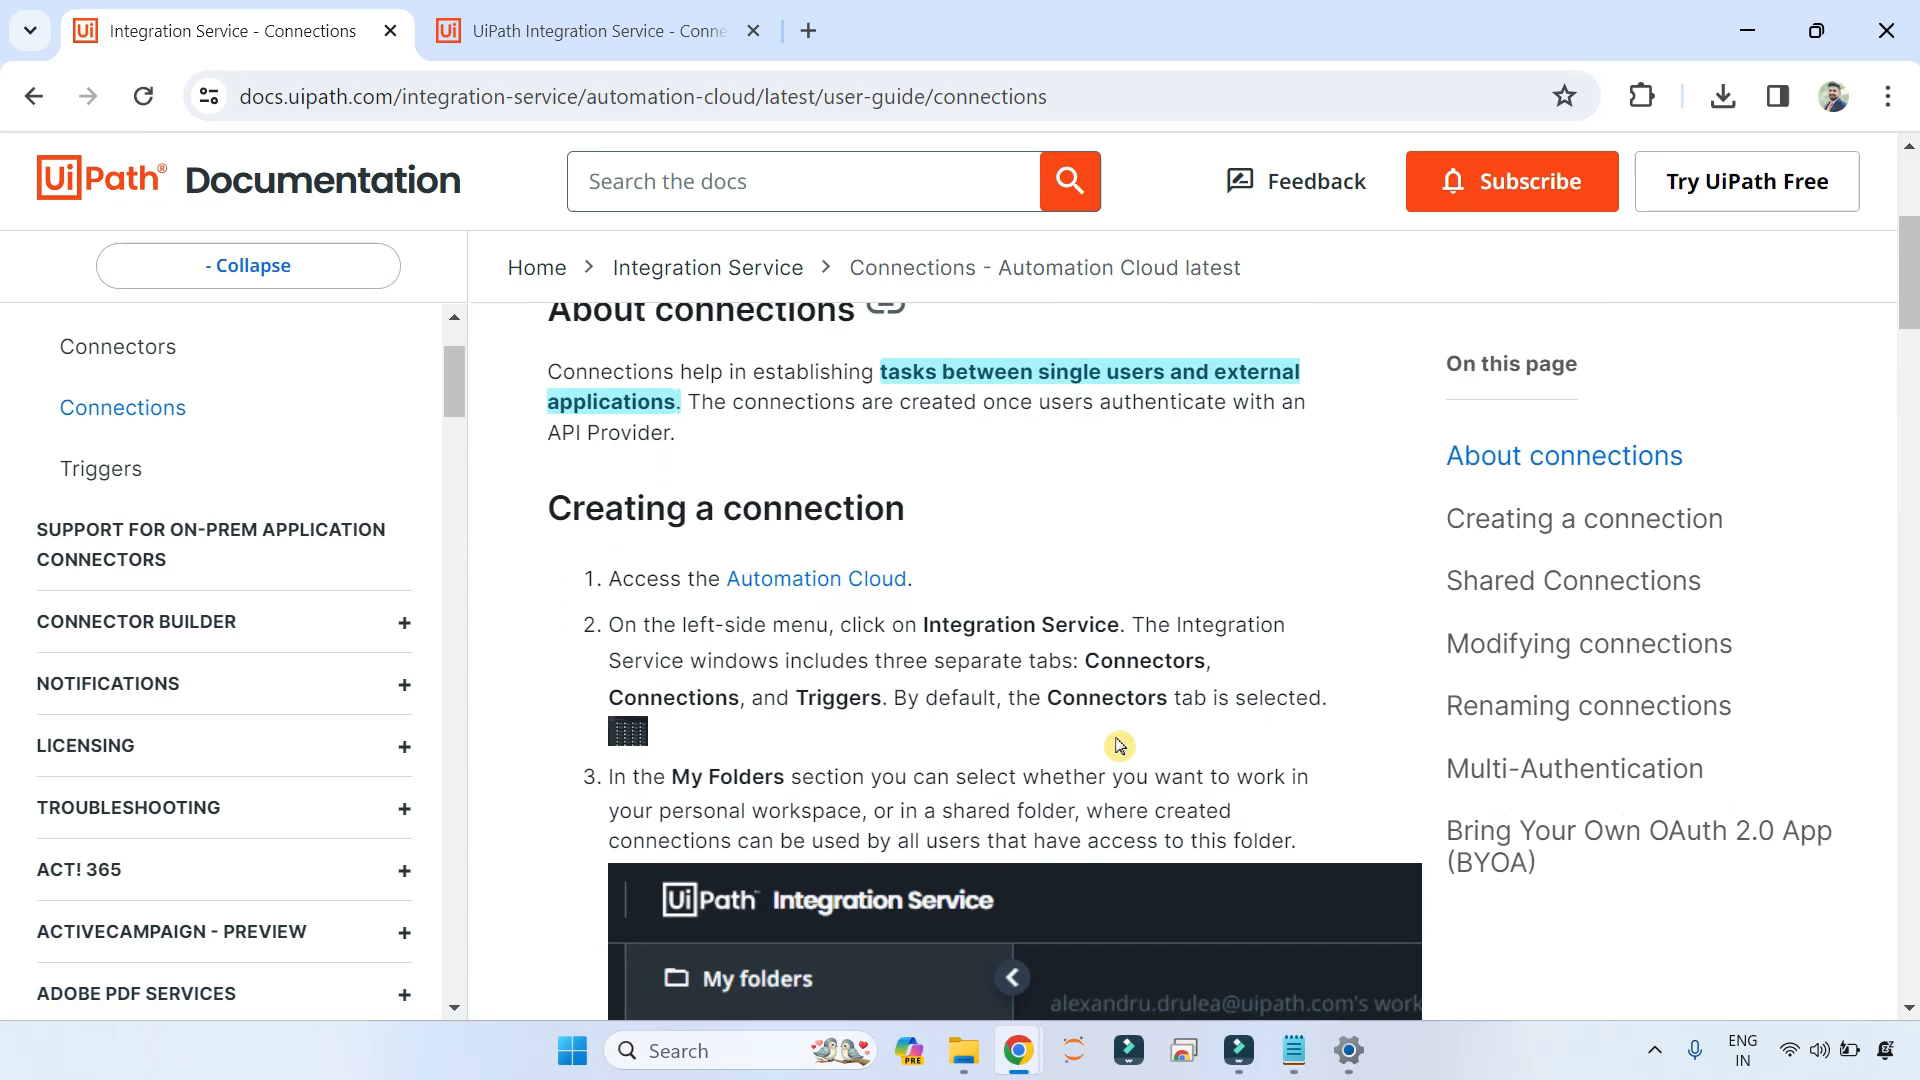 Integration Service - Connections
UiPath Integration Service - Conne
docs.uipath.com/integration-service/automation-cloud/latest/user-guide/connections
UiPath® Documentation
Search the docs
Feedback
Subscribe
Try UiPath Free
- Collapse
Home > Integration Service > Connections - Automation Cloud latest
Connectors
Connections
Triggers
SUPPORT FOR ON-PREM APPLICATION
CONNECTORS
CONNECTOR BUILDER +
NOTIFICATIONS +
LICENSING +
TROUBLESHOOTING +
ACT! 365 +
ACTIVECAMPAIGN - PREVIEW +
ADOBE PDF SERVICES +
About connections
Connections help in establishing tasks between single users and external
applications. The connections are created once users authenticate with an
API Provider.
Creating a connection
1. Access the Automation Cloud.
2. On the left-side menu, click on Integration Service. The Integration
Service windows includes three separate tabs: Connectors,
Connections, and Triggers. By default, the Connectors tab is selected.
3. In the My Folders section you can select whether you want to work in
your personal workspace, or in a shared folder, where created
connections can be used by all users that have access to this folder.
UiPath™ Integration Service
My folders
alexandru.drulea@uipath.com's work
On this page
About connections
Creating a connection
Shared Connections
Modifying connections
Renaming connections
Multi-Authentication
Bring Your Own OAuth 2.0 App
(BYOA)
Search
PRE
ENG
IN